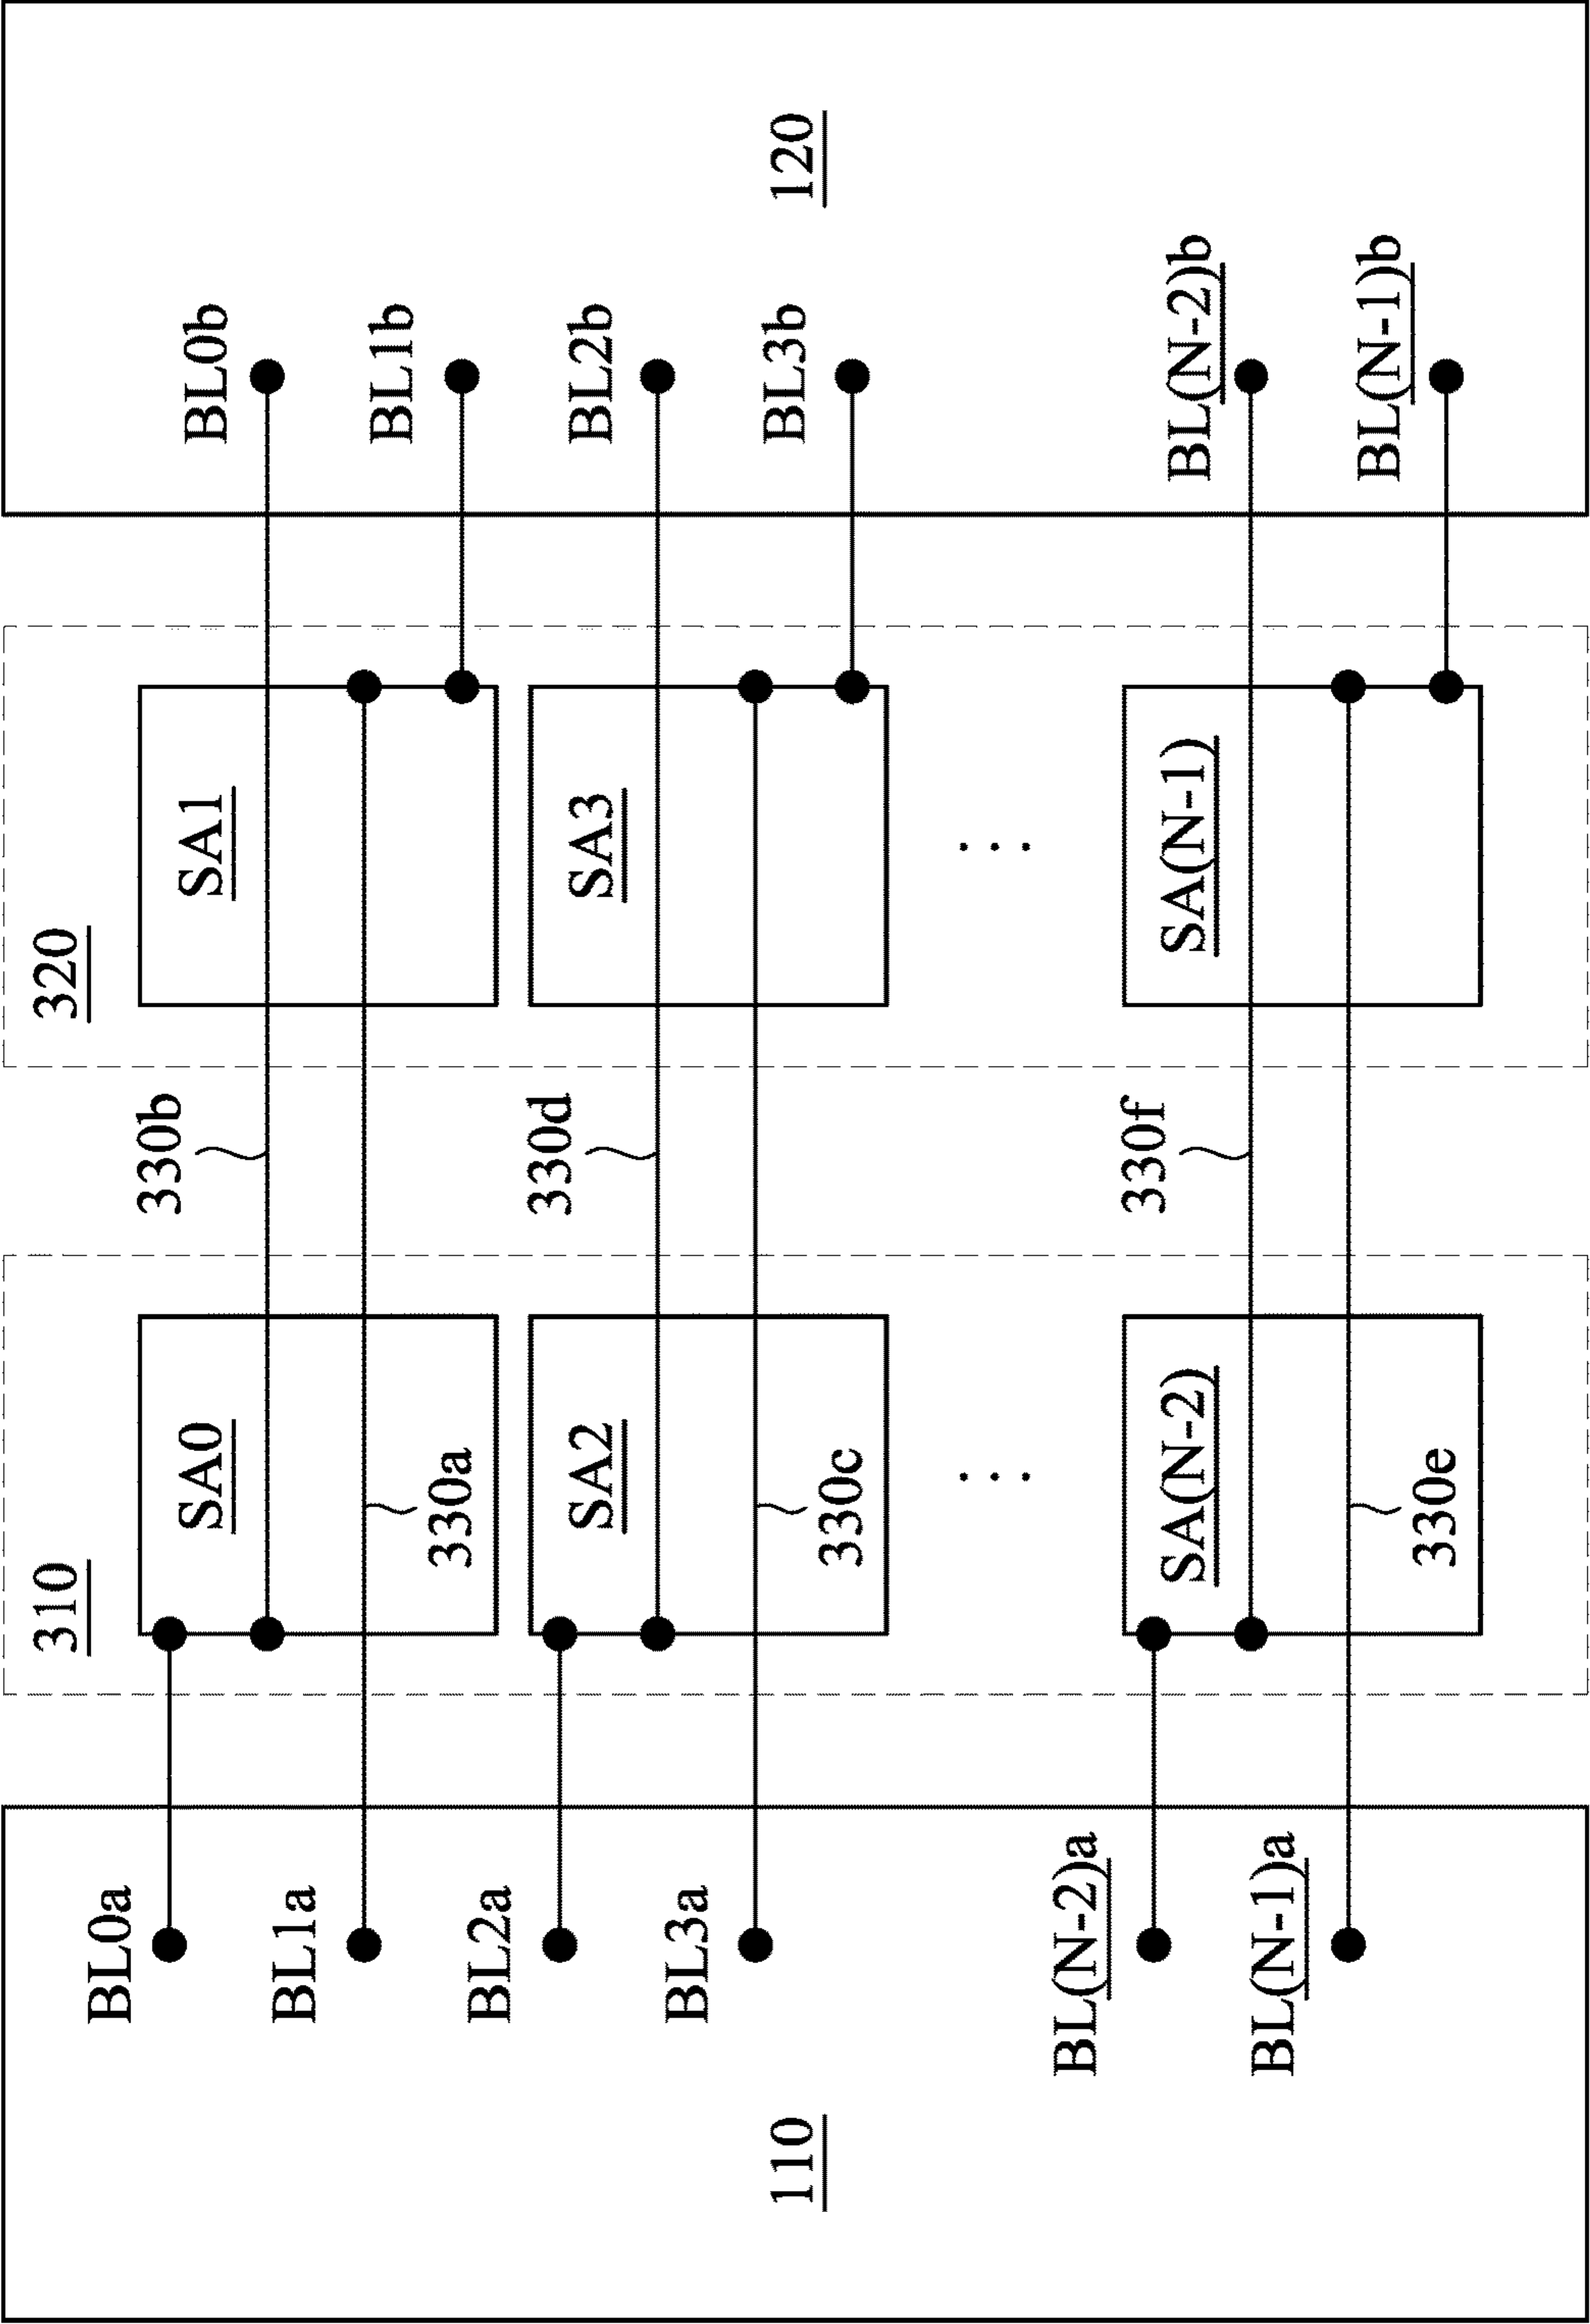 310
320
BL0a
SA0
330b
SA1
BL0b
BL1a
330a
BL1b
BL2a
SA2
330d
SA3
BL2b
BL3a
330c
BL3b
110
120
...
...
BL(N-2)a
SA(N-2)
330f
SA(N-1)
BL(N-2)b
BL(N-1)a
330e
BL(N-1)b